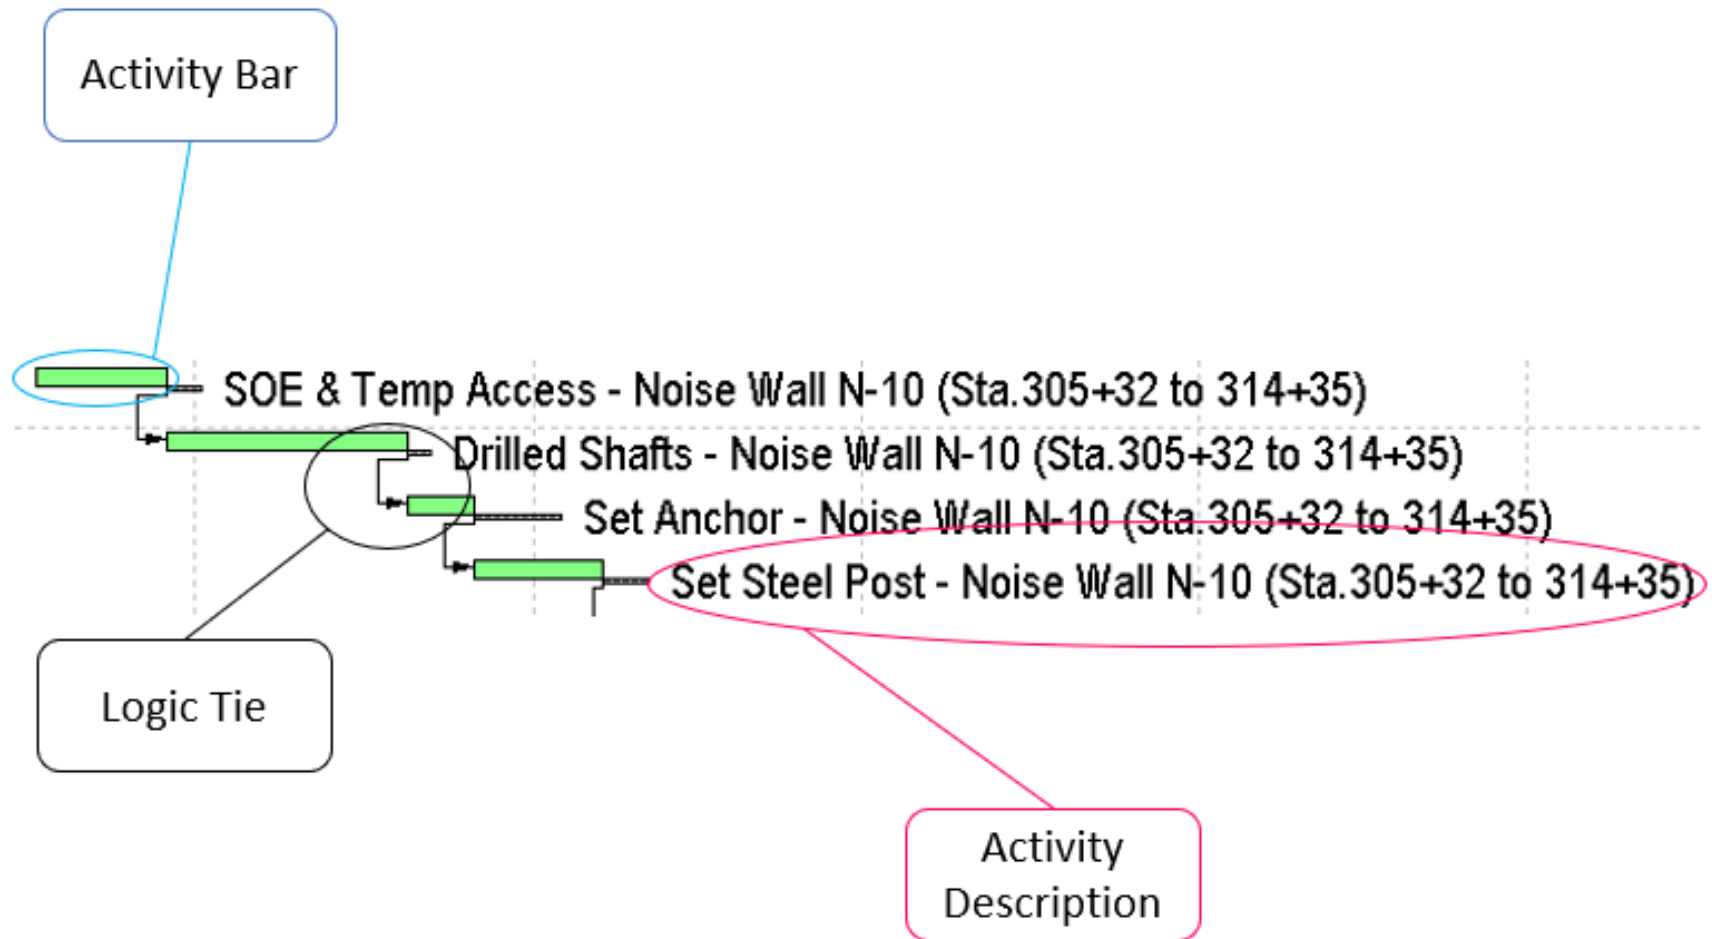 Activity Bar
SOE & Temp Access - Noise Wall N-10 (Sta.305+32 to 314+35)
Drilled Shafts - Noise Wall N-10 (Sta.305+32 to 314+35)
Set Anchor - Noise Wall N-10 (Sta.305+32 to 314+35)
Set Steel Post - Noise Wall N-10 (Sta.305+32 to 314+35)
Logic Tie
Activity
Description